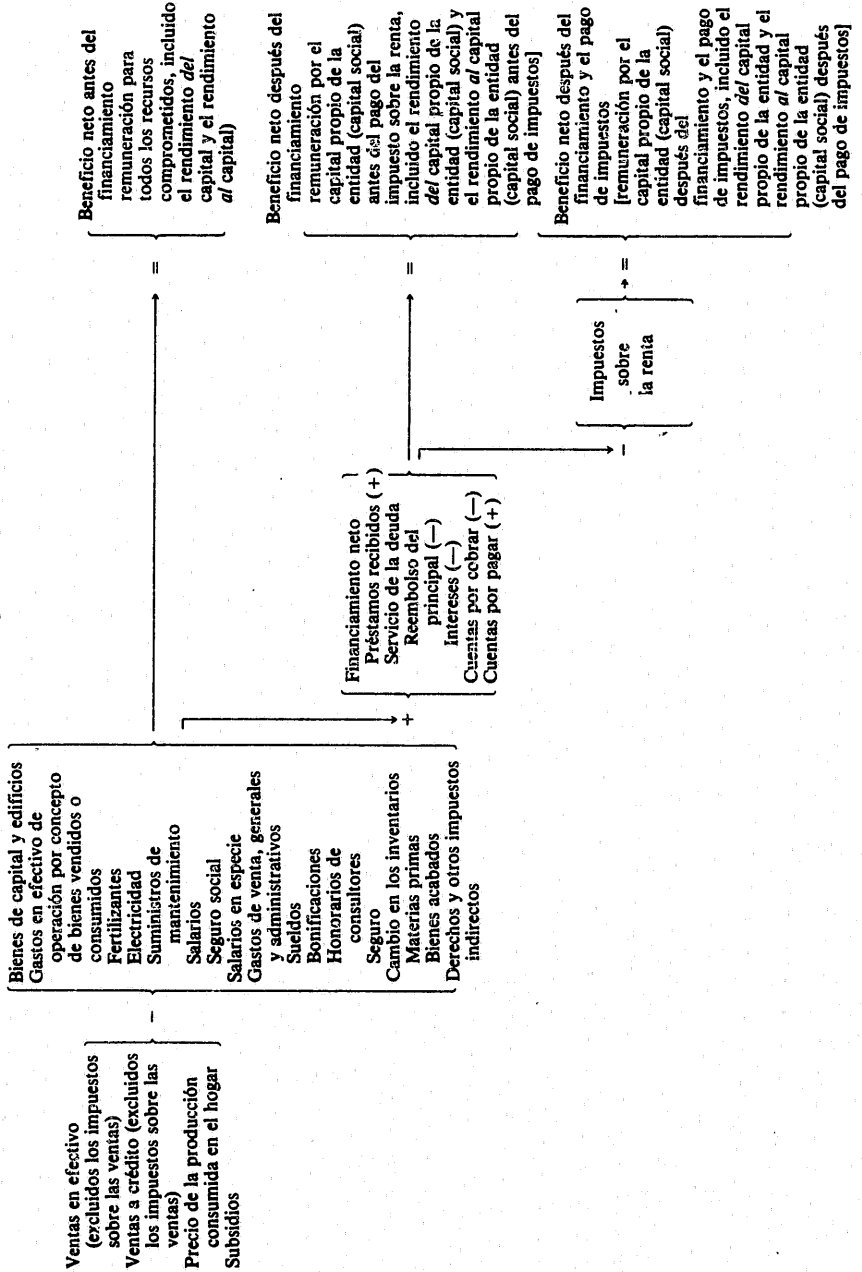 Ventas en efectivo
(excluidos los impuestos
sobre las ventas)
Ventas a crédito (excluidos
los impuestos sobre las
ventas)
Precio de la producción
consumida en el hogar
Subsidios
−
Bienes de capital y edificios
Gastos en efectivo de
operación por concepto
de bienes vendidos o
consumidos
Fertilizantes
Electricidad
Suministros de
mantenimiento
Salarios
Seguro social
Salarios en especie
Gastos de venta, generales
y administrativos
Sueldos
Bonificaciones
Honorarios de
consultores
Seguro
Cambio en los inventarios
Materias primas
Bienes acabados
Derechos y otros impuestos
indirectos
=
Beneficio neto antes del
financiamiento
remuneración para
todos los recursos
comprometidos, incluido
el rendimiento del
capital y el rendimiento
al capital)
+
Financiamiento neto
Préstamos recibidos (+)
Servicio de la deuda
Reembolso del
principal (—)
Intereses (—)
Cuentas por cobrar (—)
Cuentas por pagar (+)
=
Beneficio neto después del
financiamiento
remuneración por el
capital propio de la
entidad (capital social)
antes del pago del
impuesto sobre la renta,
incluido el rendimiento
del capital propio de la
entidad (capital social) y
el rendimiento al capital
propio de la entidad
(capital social) antes del
pago de impuestos]
−
Impuestos
sobre
la renta
=
Beneficio neto después del
financiamiento y el pago
de impuestos
[remuneración por el
capital propio de la
entidad (capital social)
después del
financiamiento y el pago
de impuestos, incluido el
rendimiento del capital
propio de la entidad y el
rendimiento al capital
propio de la entidad
(capital social) después
del pago de impuestos]